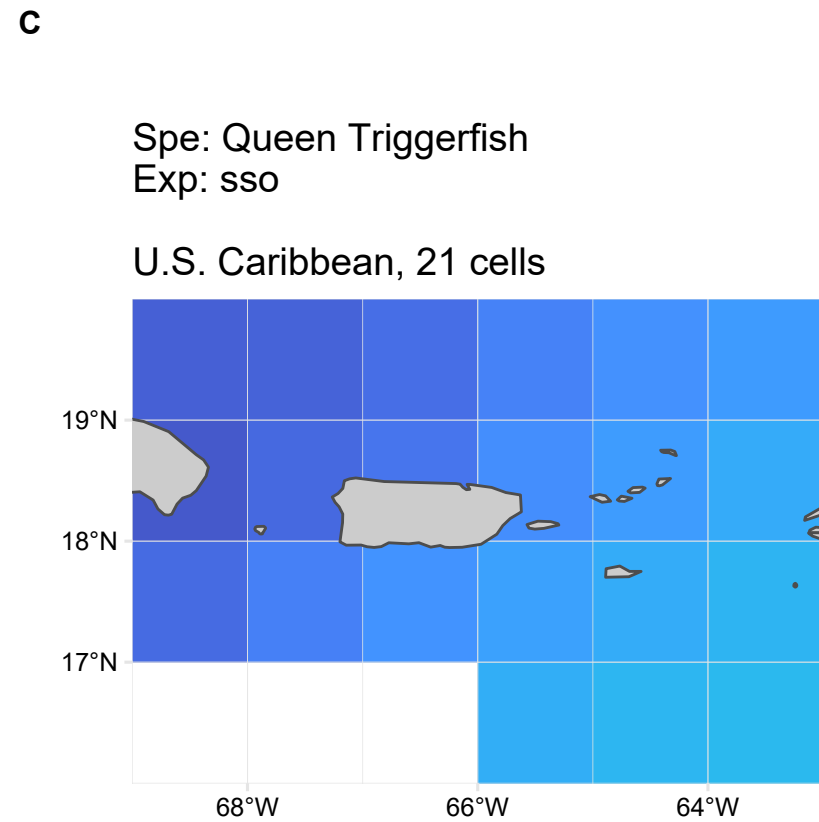 C
Spe: Queen Triggerfish
Exp: sso
U.S. Caribbean, 21 cells
19°N
18°N
17°N
68°W 66°W 64°W